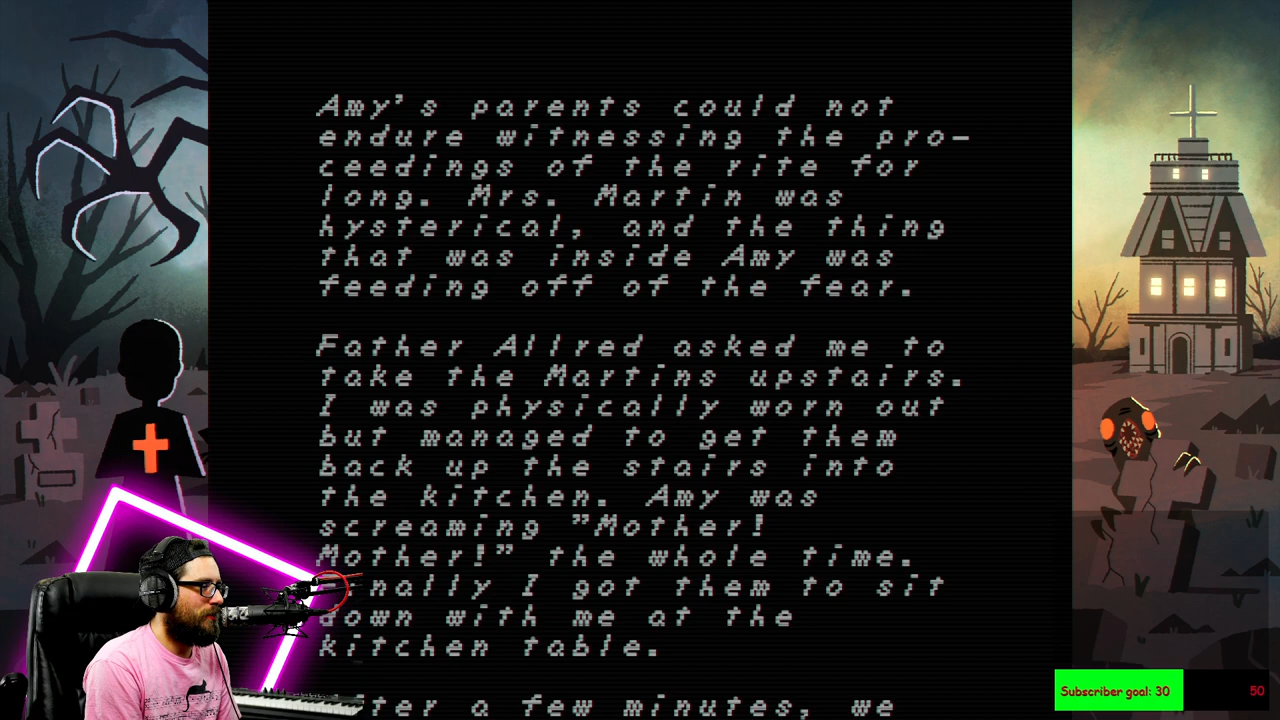 Amy's parents could not
endure witnessing the pro-
ceedings of the rite for
long. Mrs. Martin was
hysterical, and the thing
that was inside Amy was
feeding off of the fear.
Father Allred asked me to
take the Martins upstairs.
I was physically worn out
but managed to get them
back up the stairs into
the kitchen. Amy was
screaming "Mother!
Mother!" the whole time.
I got them to sit
down with me at the
kitchen table.
a few minutes, we
Subscriber goal: 30
50